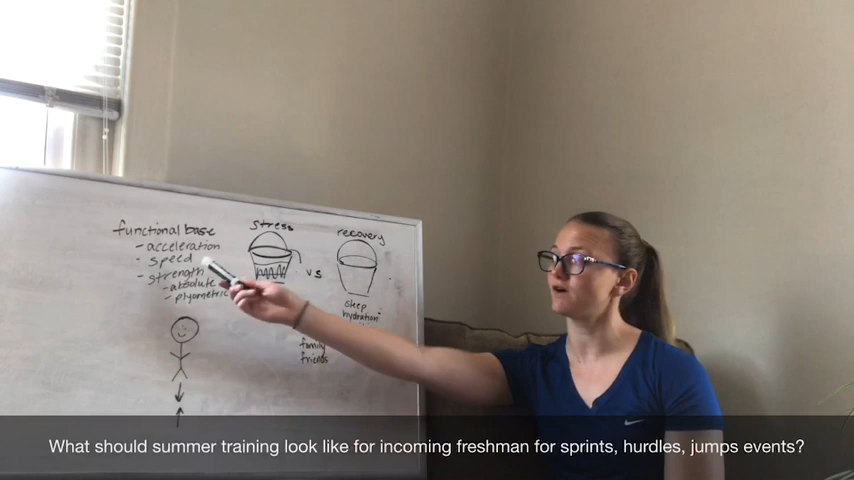 functional base
- acceleration
- speed
- strength
- absolute
- plyometric
stress
vs
recovery
sleep
hydration
family
friends
What should summer training look like for incoming freshman for sprints, hurdles, jumps events?